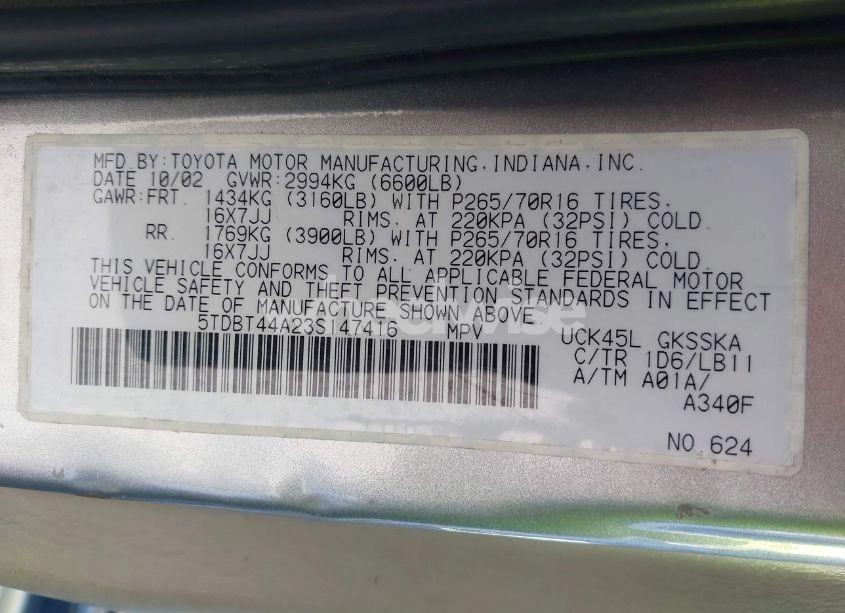 MFD.BY:TOYOTA MOTOR MANUFACTURING,INDIANA,INC.
DATE 10/02 GVWR:2994KG (6600LB)
GAWR:FRT. 1434KG (3160LB) WITH P265/70R16 TIRES,
16X7JJ RIMS. AT 220KPA (32PSI) COLD.
RR. 1769KG (3900LB) WITH P265/70R16 TIRES,
16X7JJ RIMS. AT 220KPA (32PSI) COLD.
THIS VEHICLE CONFORMS TO ALL APPLICABLE FEDERAL MOTOR
VEHICLE SAFETY AND THEFT PREVENTION STANDARDS IN EFFECT
ON THE DATE OF MANUFACTURE SHOWN ABOVE.
5TDBT44A23S147416 MPV
UCK45L GKSSKA
C/TR 1D6/LB11
A/TM A01A/
A340F
NO.624